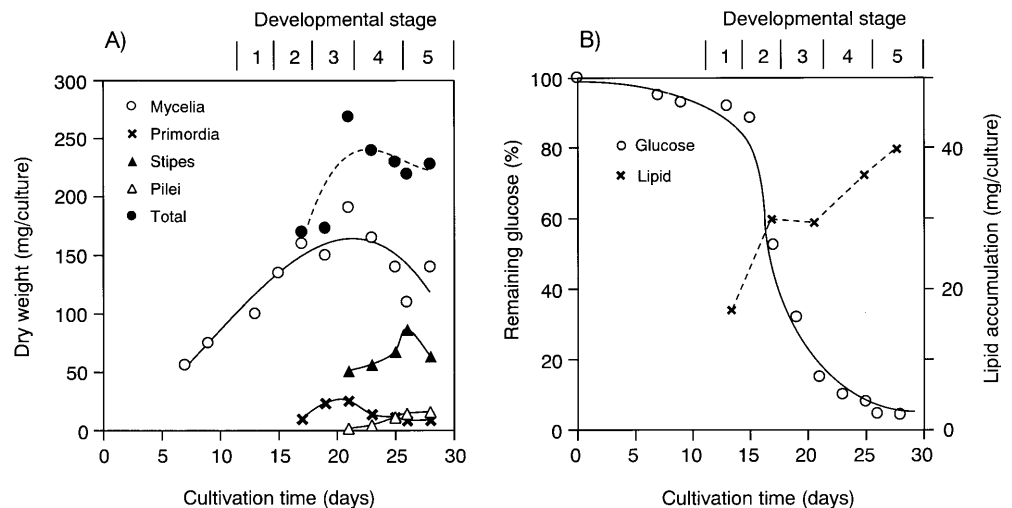 Developmental stage
A)
1 2 3 4 5
300
250
200
150
100
50
0
Dry weight (mg/culture)
Mycelia
Primordia
Stipes
Pilei
Total
0 5 10 15 20 25 30
Cultivation time (days)
Developmental stage
B)
1 2 3 4 5
100
80
60
40
20
0
Remaining glucose (%)
Glucose
Lipid
40
20
0
Lipid accumulation (mg/culture)
0 5 10 15 20 25 30
Cultivation time (days)